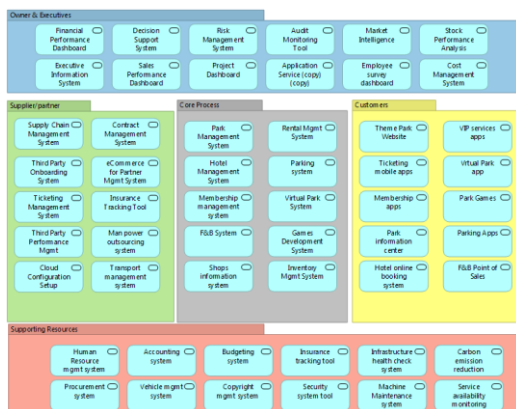 Owner & Executives
Financial
Performance
Dashboard
Decision
Support
System
Risk
Management
System
Audit
Monitoring
Tool
Market
Intelligence
Stock
Performance
Analysis
Executive
Information
System
Sales
Performance
Dashboard
Project
Dashboard
Application
Service (copy)
(copy)
Employee
survey
dashboard
Cost
Management
System
Supplier/partner
Supply Chain
Management
System
Contract
Management
System
Third Party
Onboarding
System
eCommerce
for Partner
Mgmt System
Ticketing
Management
System
Insurance
Tracking Tool
Third Party
Performance
Mgmt
Man power
outsourcing
system
Cloud
Configuration
Setup
Transport
management
system
Core Process
Park
Management
System
Rental Mgmt
System
Hotel
Management
System
Parking
system
Membership
management
system
Virtual Park
System
F&B System
Games
Development
System
Shops
information
system
Inventory
Mgmt System
Customers
Theme Park
Website
VIP services
apps
Ticketing
mobile apps
Virtual Park
app
Membership
apps
Park Games
Park
information
center
Parking Apps
Hotel online
booking
system
F&B Point of
Sales
Supporting Resources
Human
Resource
mgmt system
Accounting
system
Budgeting
system
Insurance
tracking tool
Infrastructure
health check
system
Carbon
emission
reduction
Procurement
system
Vehicle mgmt
system
Copyright
mgmt system
Security
system tool
Machine
Maintenance
system
Service
availability
monitoring